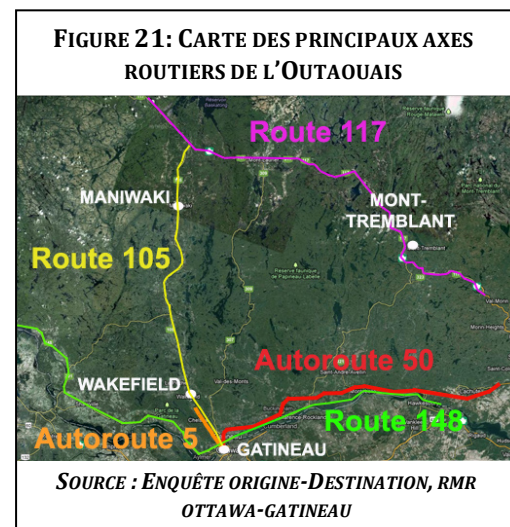 FIGURE 21: CARTE DES PRINCIPAUX AXES
ROUTIERS DE L'OUTAOUAIS
Route 117
MANIWAKI
MONT-
TREMBLANT
Route 105
Autoroute 50
WAKEFIELD
Route 148
Autoroute 5
GATINEAU
SOURCE : ENQUÊTE ORIGINE-DESTINATION, RMR
OTTAWA-GATINEAU